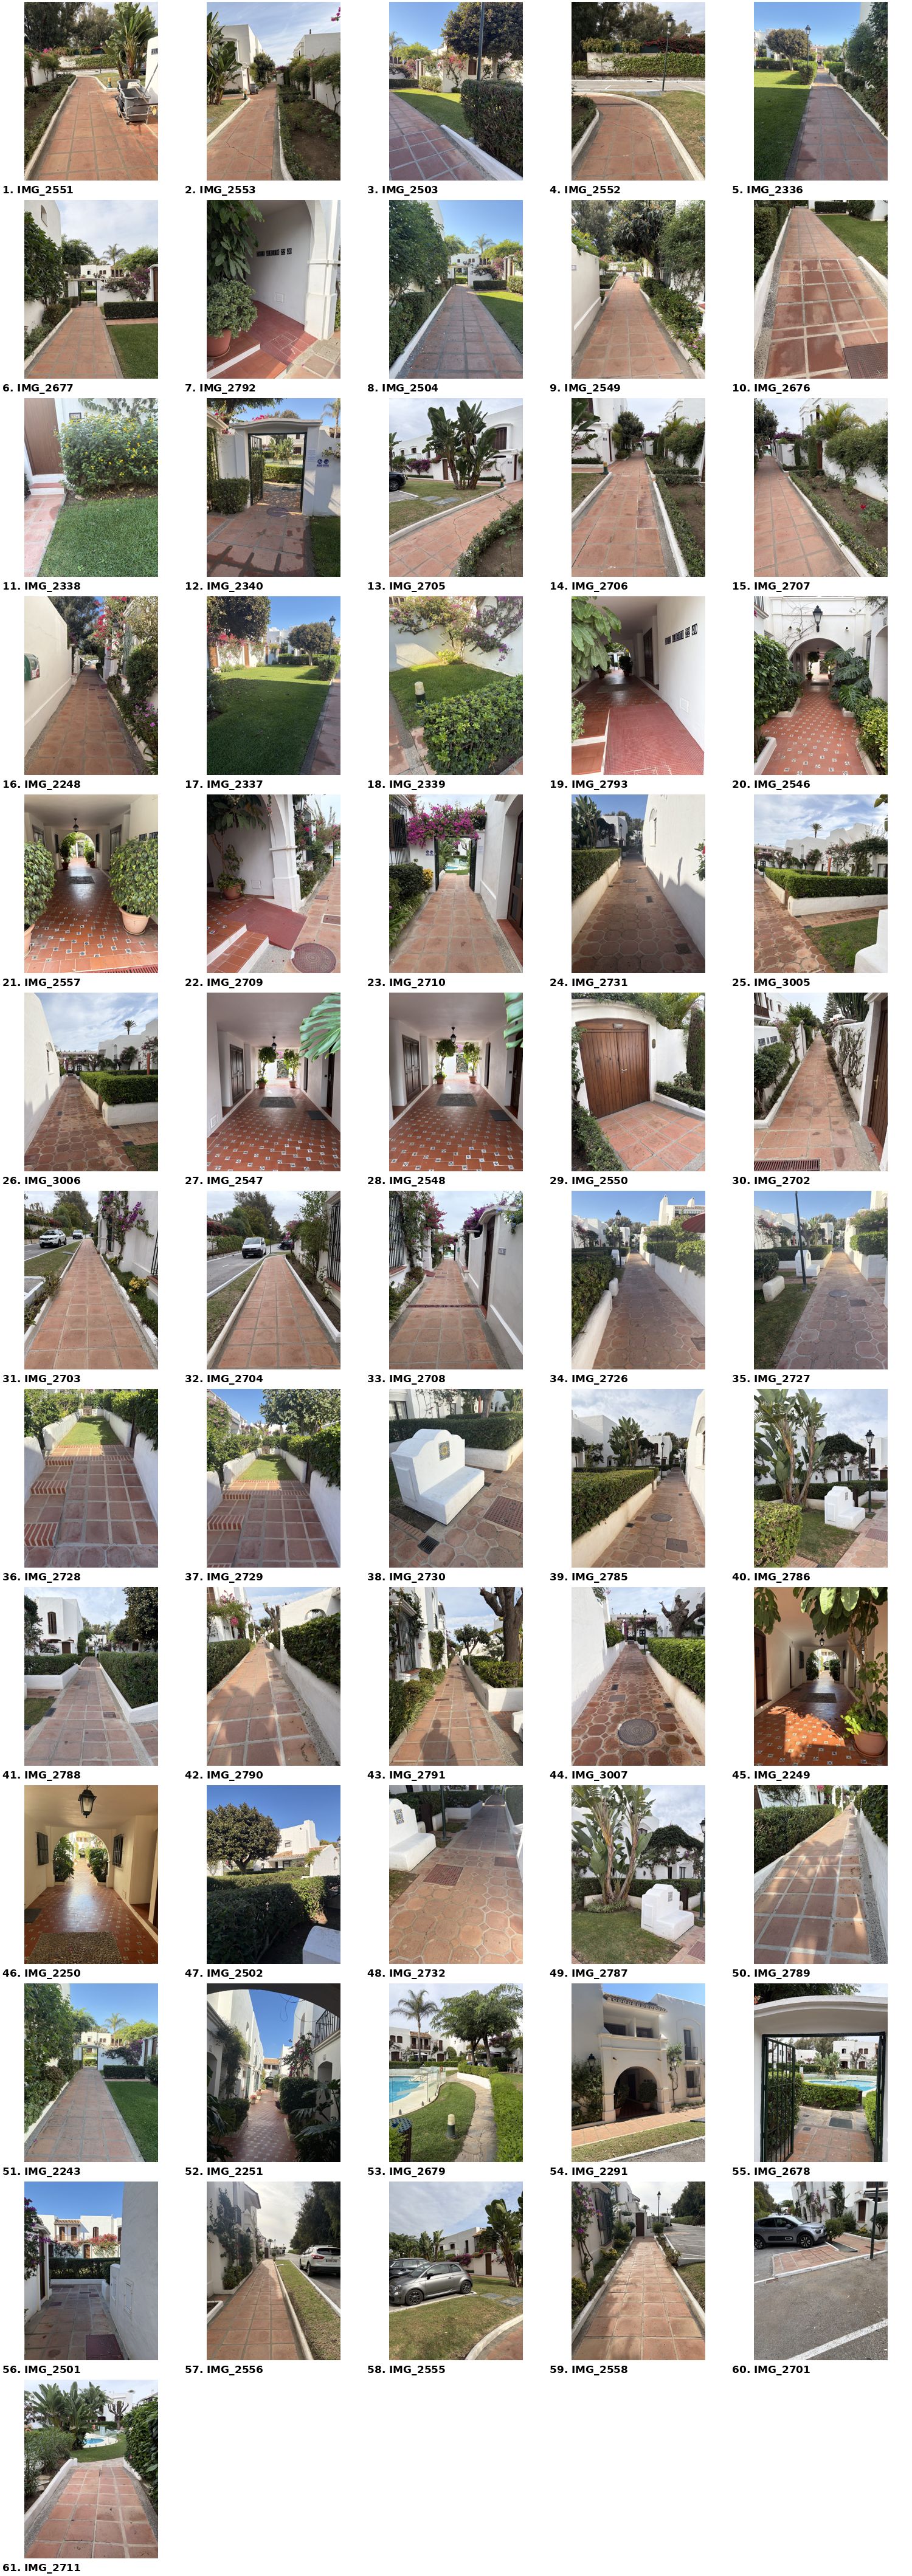 1. IMG_2551
2. IMG_2553
3. IMG_2503
4. IMG_2552
5. IMG_2336
6. IMG_2677
7. IMG_2792
8. IMG_2504
9. IMG_2549
10. IMG_2676
11. IMG_2338
12. IMG_2340
13. IMG_2705
14. IMG_2706
15. IMG_2707
16. IMG_2248
17. IMG_2337
18. IMG_2339
19. IMG_2793
20. IMG_2546
21. IMG_2557
22. IMG_2709
23. IMG_2710
24. IMG_2731
25. IMG_3005
26. IMG_3006
27. IMG_2547
28. IMG_2548
29. IMG_2550
30. IMG_2702
31. IMG_2703
32. IMG_2704
33. IMG_2708
34. IMG_2726
35. IMG_2727
36. IMG_2728
37. IMG_2729
38. IMG_2730
39. IMG_2785
40. IMG_2786
41. IMG_2788
42. IMG_2790
43. IMG_2791
44. IMG_3007
45. IMG_2249
46. IMG_2250
47. IMG_2502
48. IMG_2732
49. IMG_2787
50. IMG_2789
51. IMG_2243
52. IMG_2251
53. IMG_2679
54. IMG_2291
55. IMG_2678
56. IMG_2501
57. IMG_2556
58. IMG_2555
59. IMG_2558
60. IMG_2701
61. IMG_2711